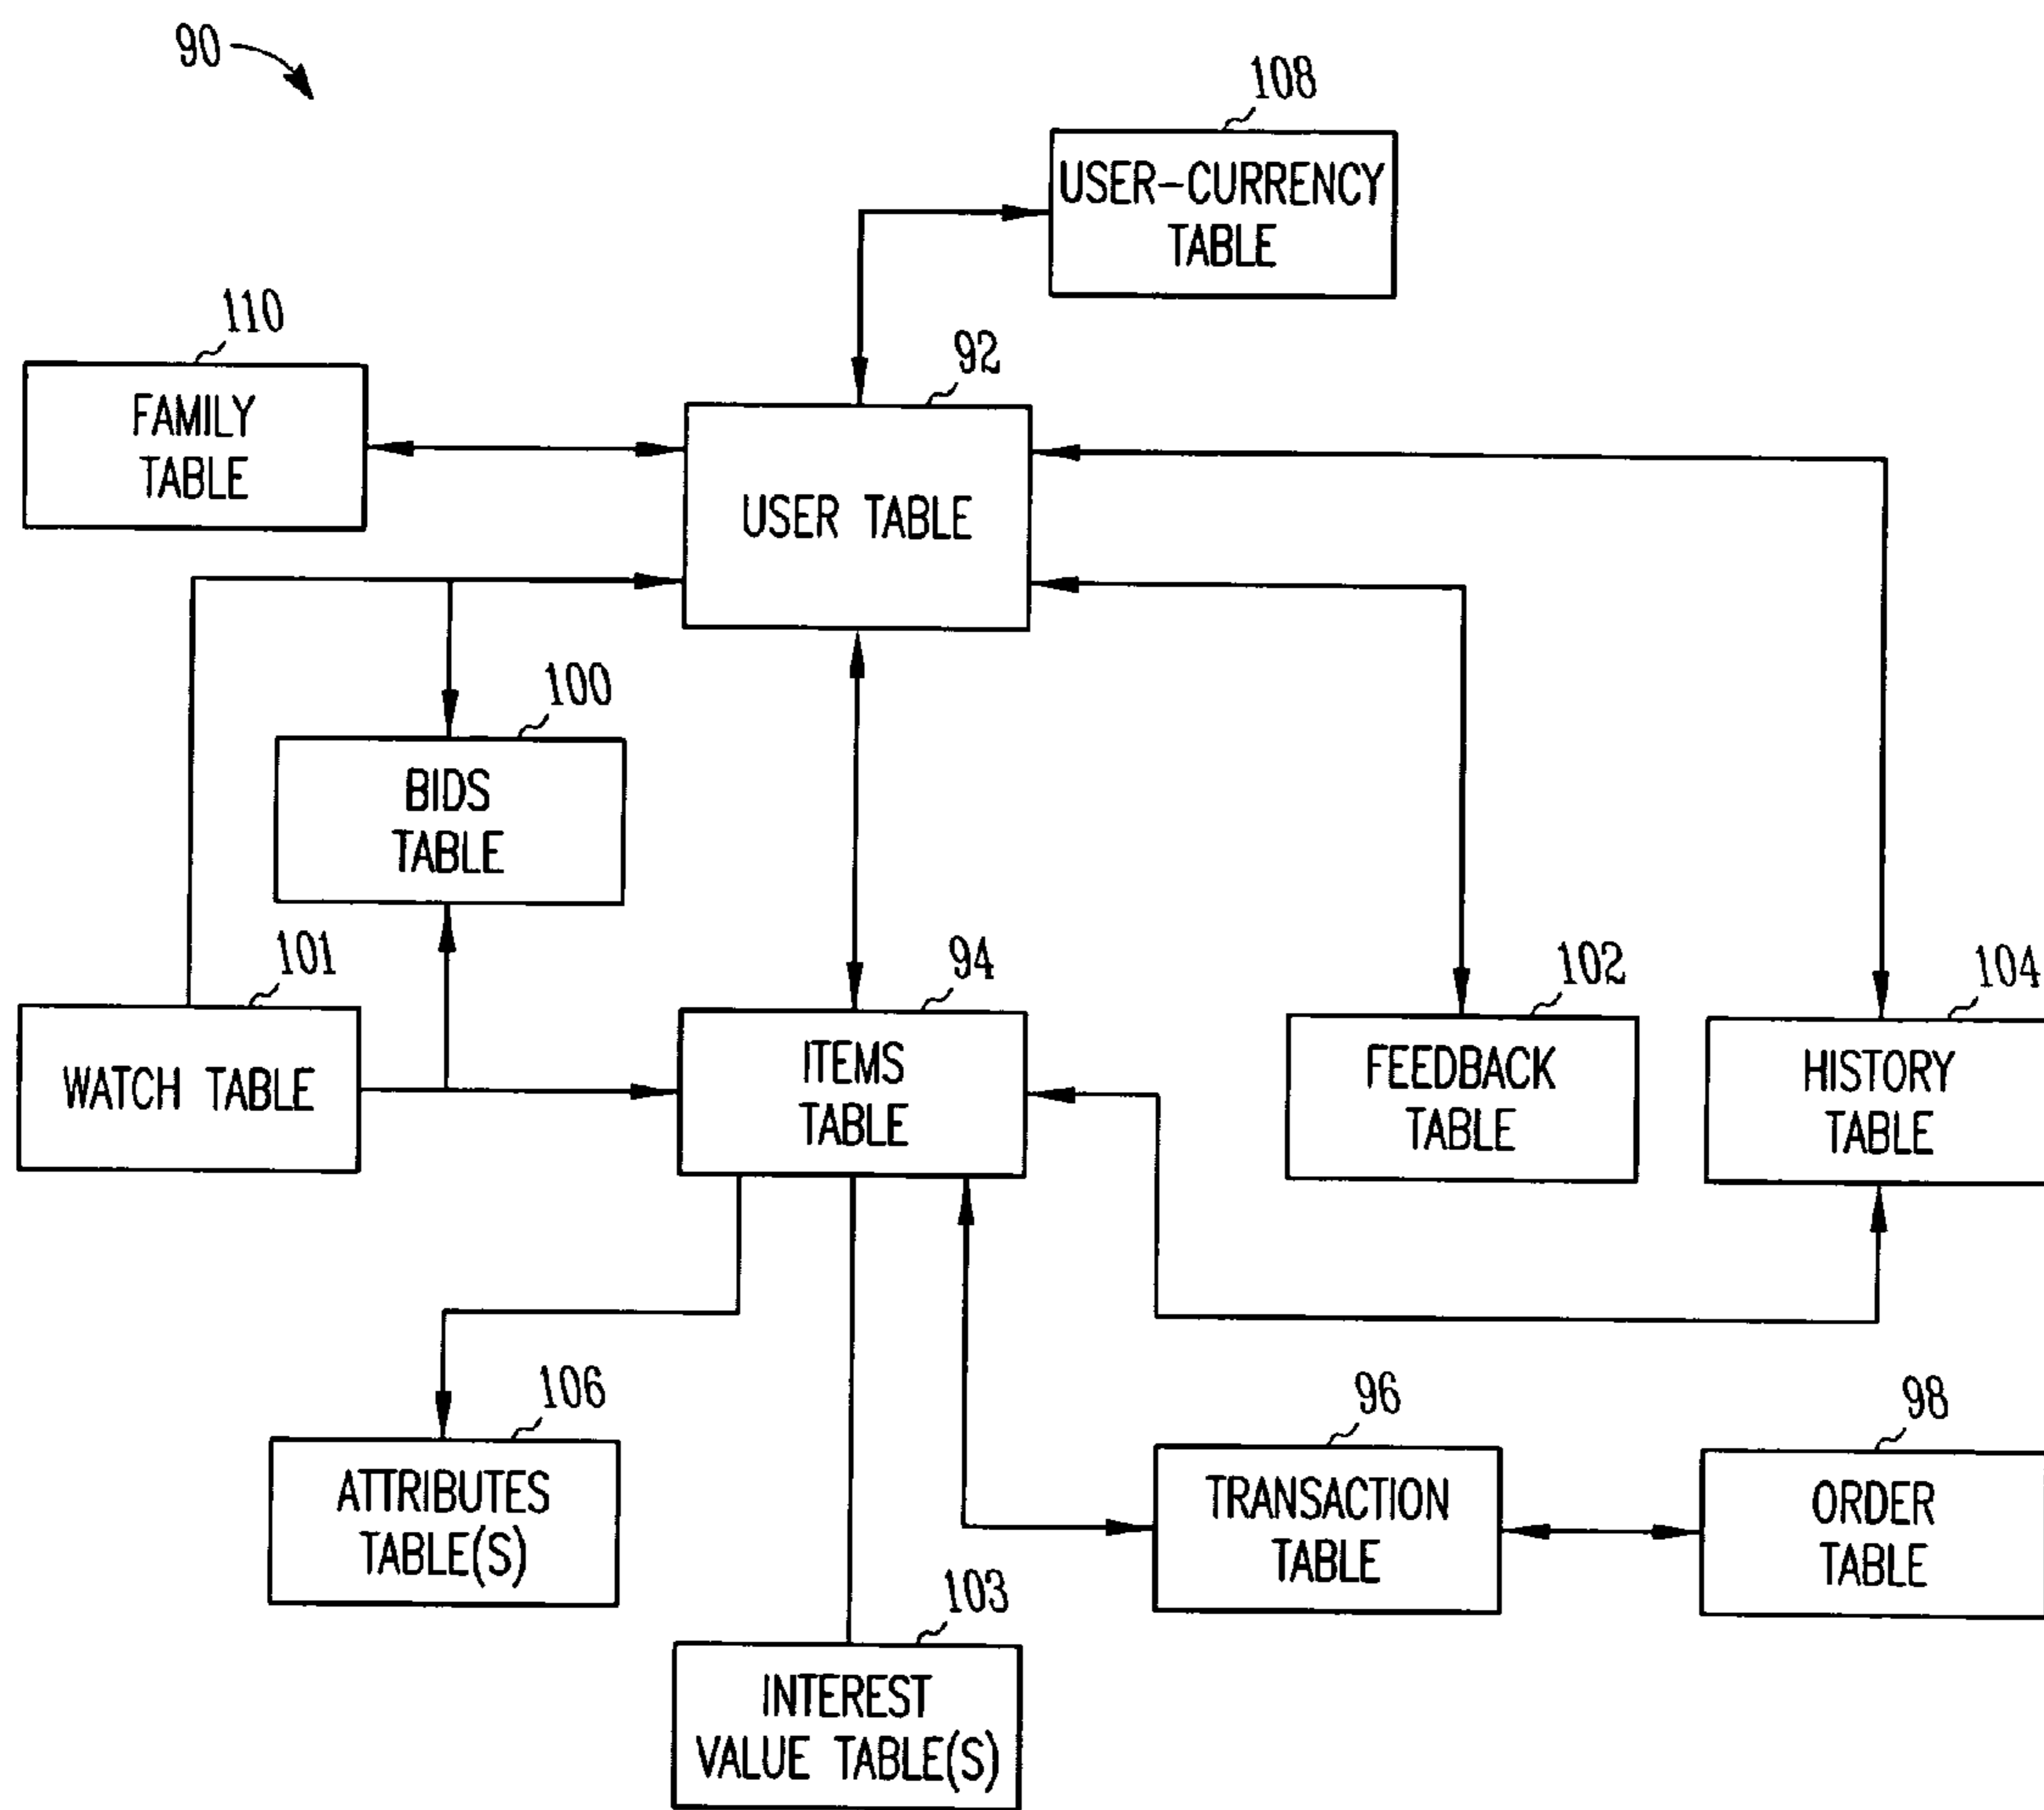 90
108
USER-CURRENCY
TABLE
110
FAMILY
TABLE
92
USER TABLE
100
BIDS
TABLE
101
WATCH TABLE
94
ITEMS
TABLE
102
FEEDBACK
TABLE
104
HISTORY
TABLE
106
ATTRIBUTES
TABLE(S)
96
TRANSACTION
TABLE
98
ORDER
TABLE
103
INTEREST
VALUE TABLE(S)